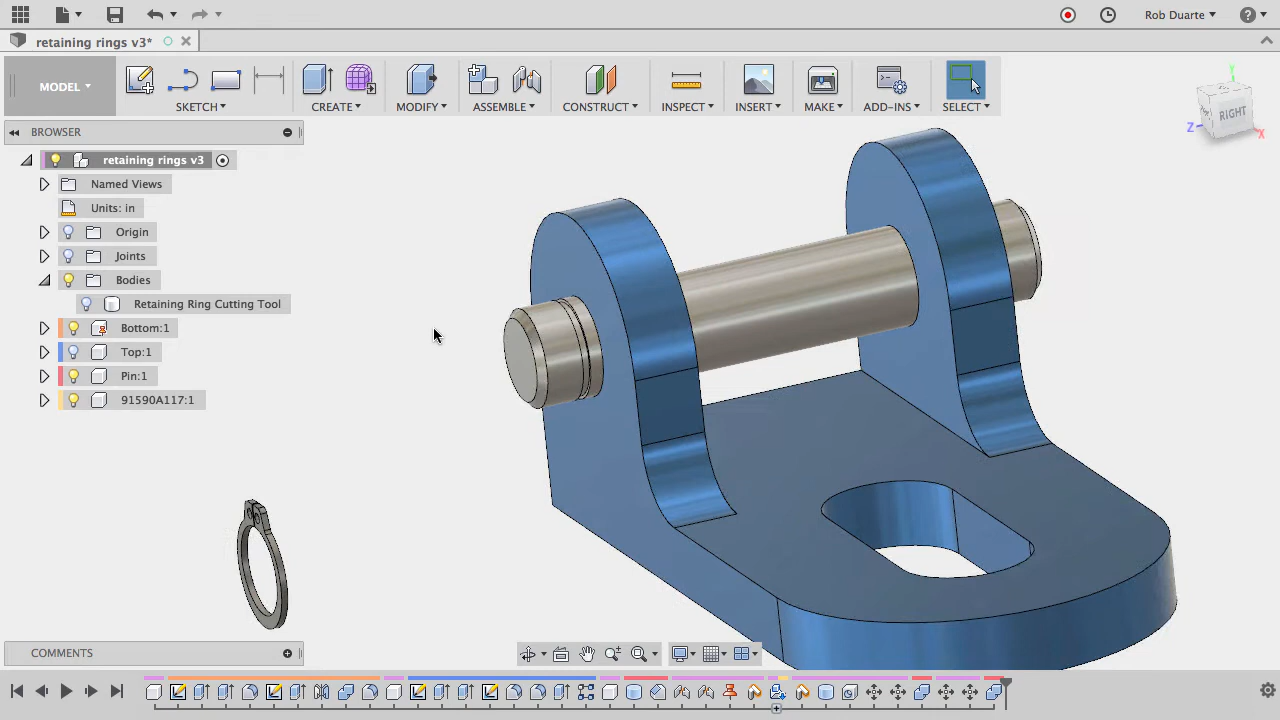 Rob Duarte
retaining rings v3*
MODEL
SKETCH
CREATE
MODIFY
ASSEMBLE
CONSTRUCT
INSPECT
INSERT
MAKE
ADD-INS
SELECT
BROWSER
retaining rings v3
Named Views
Units: in
Origin
Joints
Bodies
Retaining Ring Cutting Tool
Bottom:1
Top:1
Pin:1
91590A117:1
Y
Z
X
RIGHT
COMMENTS